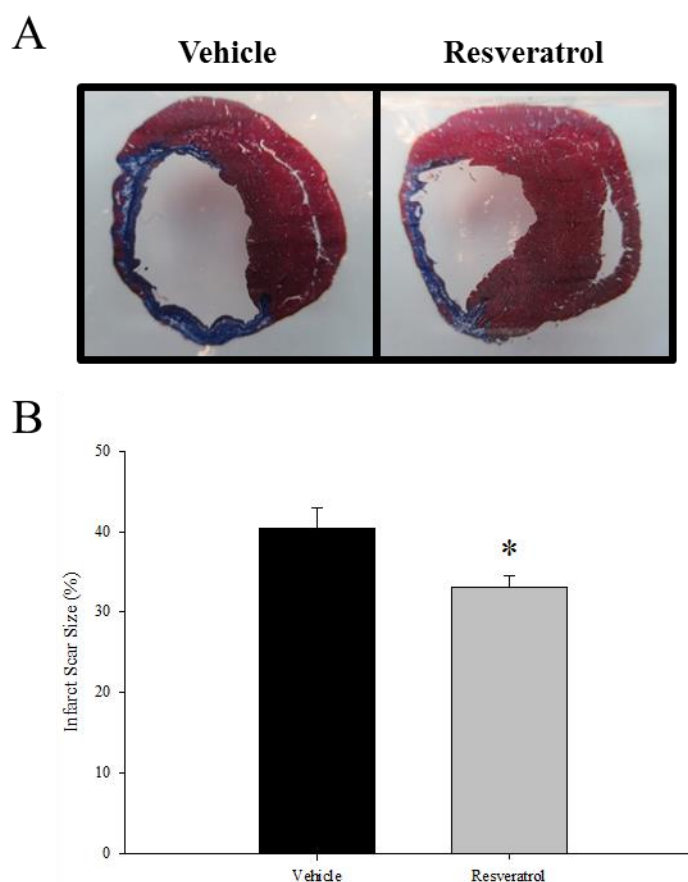 A
Vehicle Resveratrol
B
50
40
30
20
10
0
Infarct Scar Size (%)
*
Vehicle Resveratrol